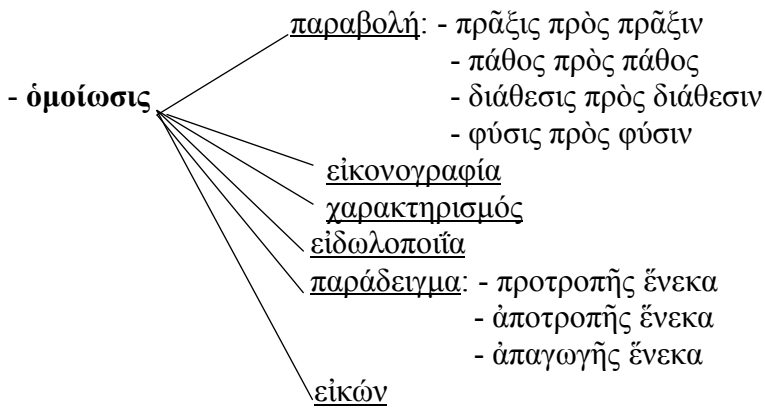 παραβολή: - πρᾶξις πρὸς πρᾶξιν
- πάθος πρὸς πάθος
- ὁμοίωσις
- διάθεσις πρὸς διάθεσιν
- φύσις πρὸς φύσιν
εἰκονογραφία
χαρακτηρισμός
εἰδωλοποιΐα
παράδειγμα: - προτροπῆς ἕνεκα
- ἀποτροπῆς ἕνεκα
- ἀπαγωγῆς ἕνεκα
εἰκών